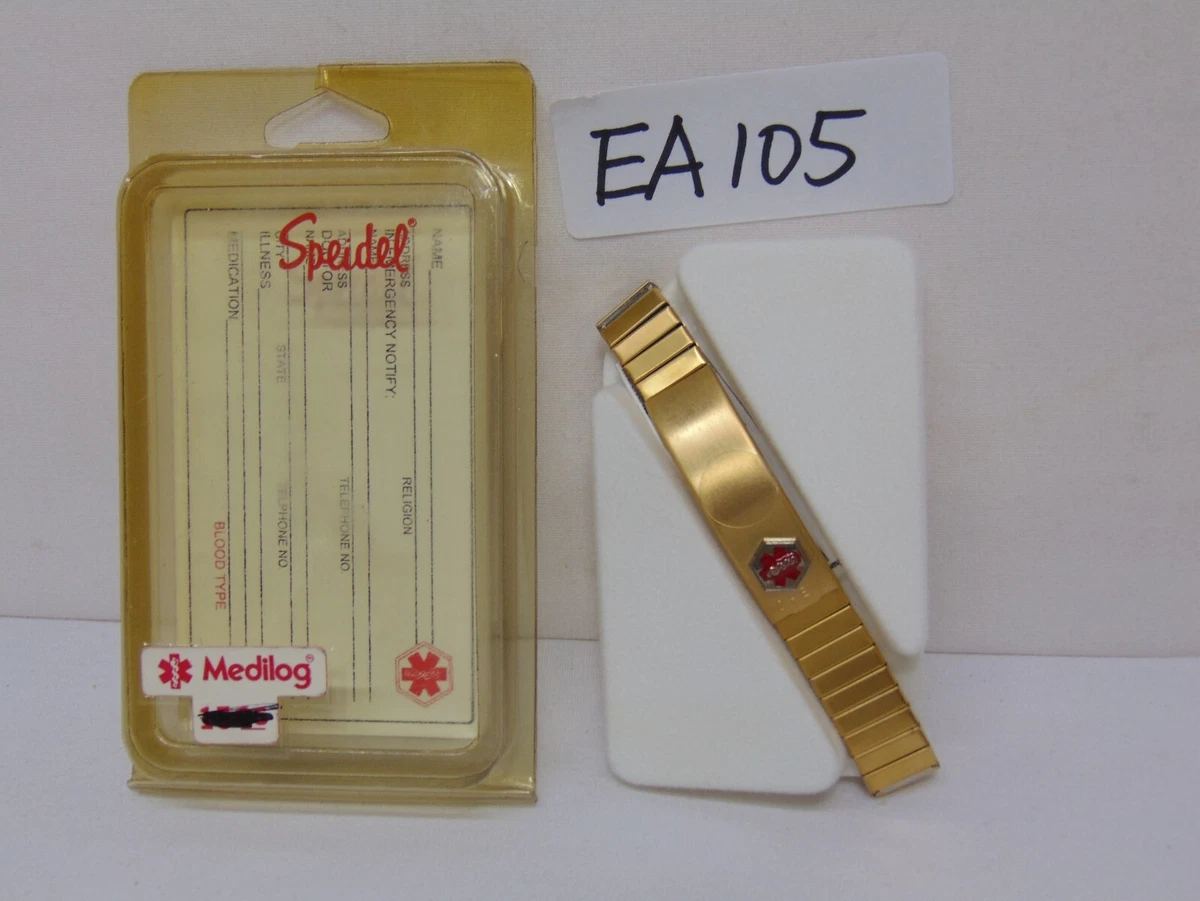 EA 105
Speidel®
NAME
ADDRESS
RELIGION
IN EMERGENCY NOTIFY:
NAME
ADDRESS
TELEPHONE NO.
DOCTOR
CITY
STATE
TELEPHONE NO.
ILLNESS
MEDICATION
BLOOD TYPE
Medilog®